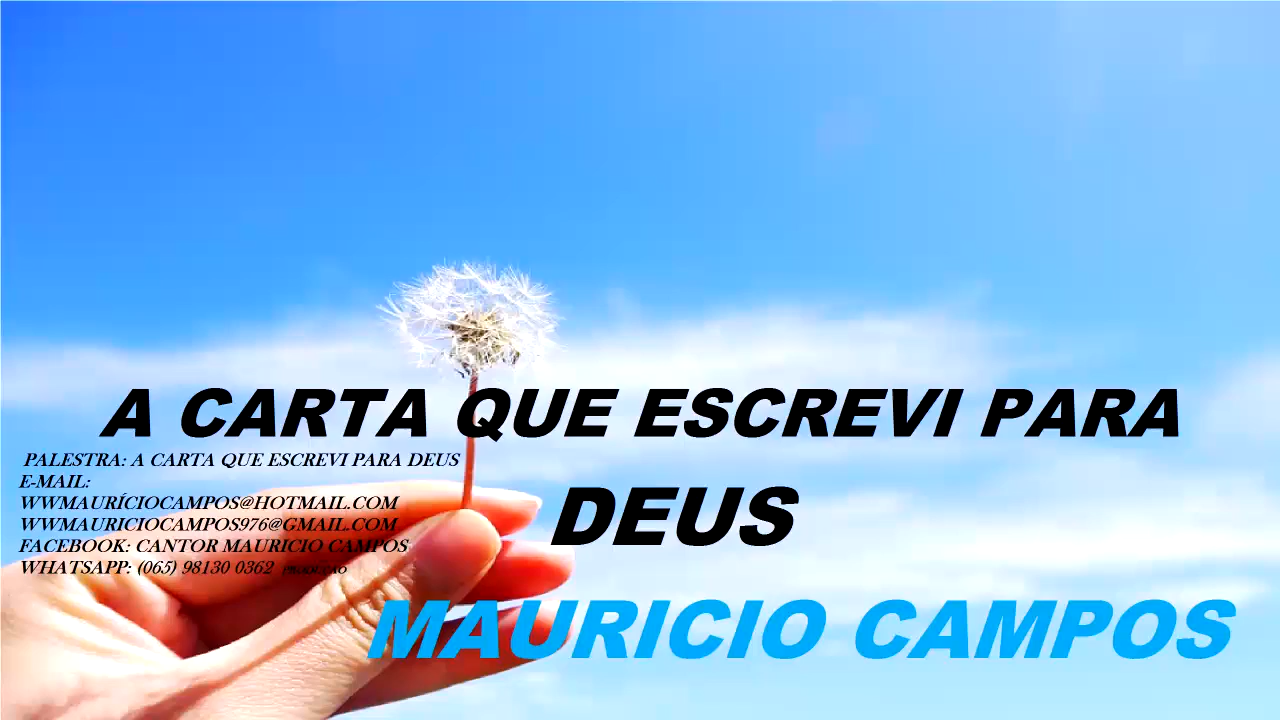 A CARTA QUE ESCREVI PARA
DEUS
MAURICIO CAMPOS
PALESTRA: A CARTA QUE ESCREVI PARA DEUS
E-MAIL:
WWMAURÍCIOCAMPOS@HOTMAIL.COM
WWMAURICIOCAMPOS976@GMAIL.COM
FACEBOOK: CANTOR MAURICIO CAMPOS
WHATSAPP: (065) 98130 0362 PRODUÇÃO